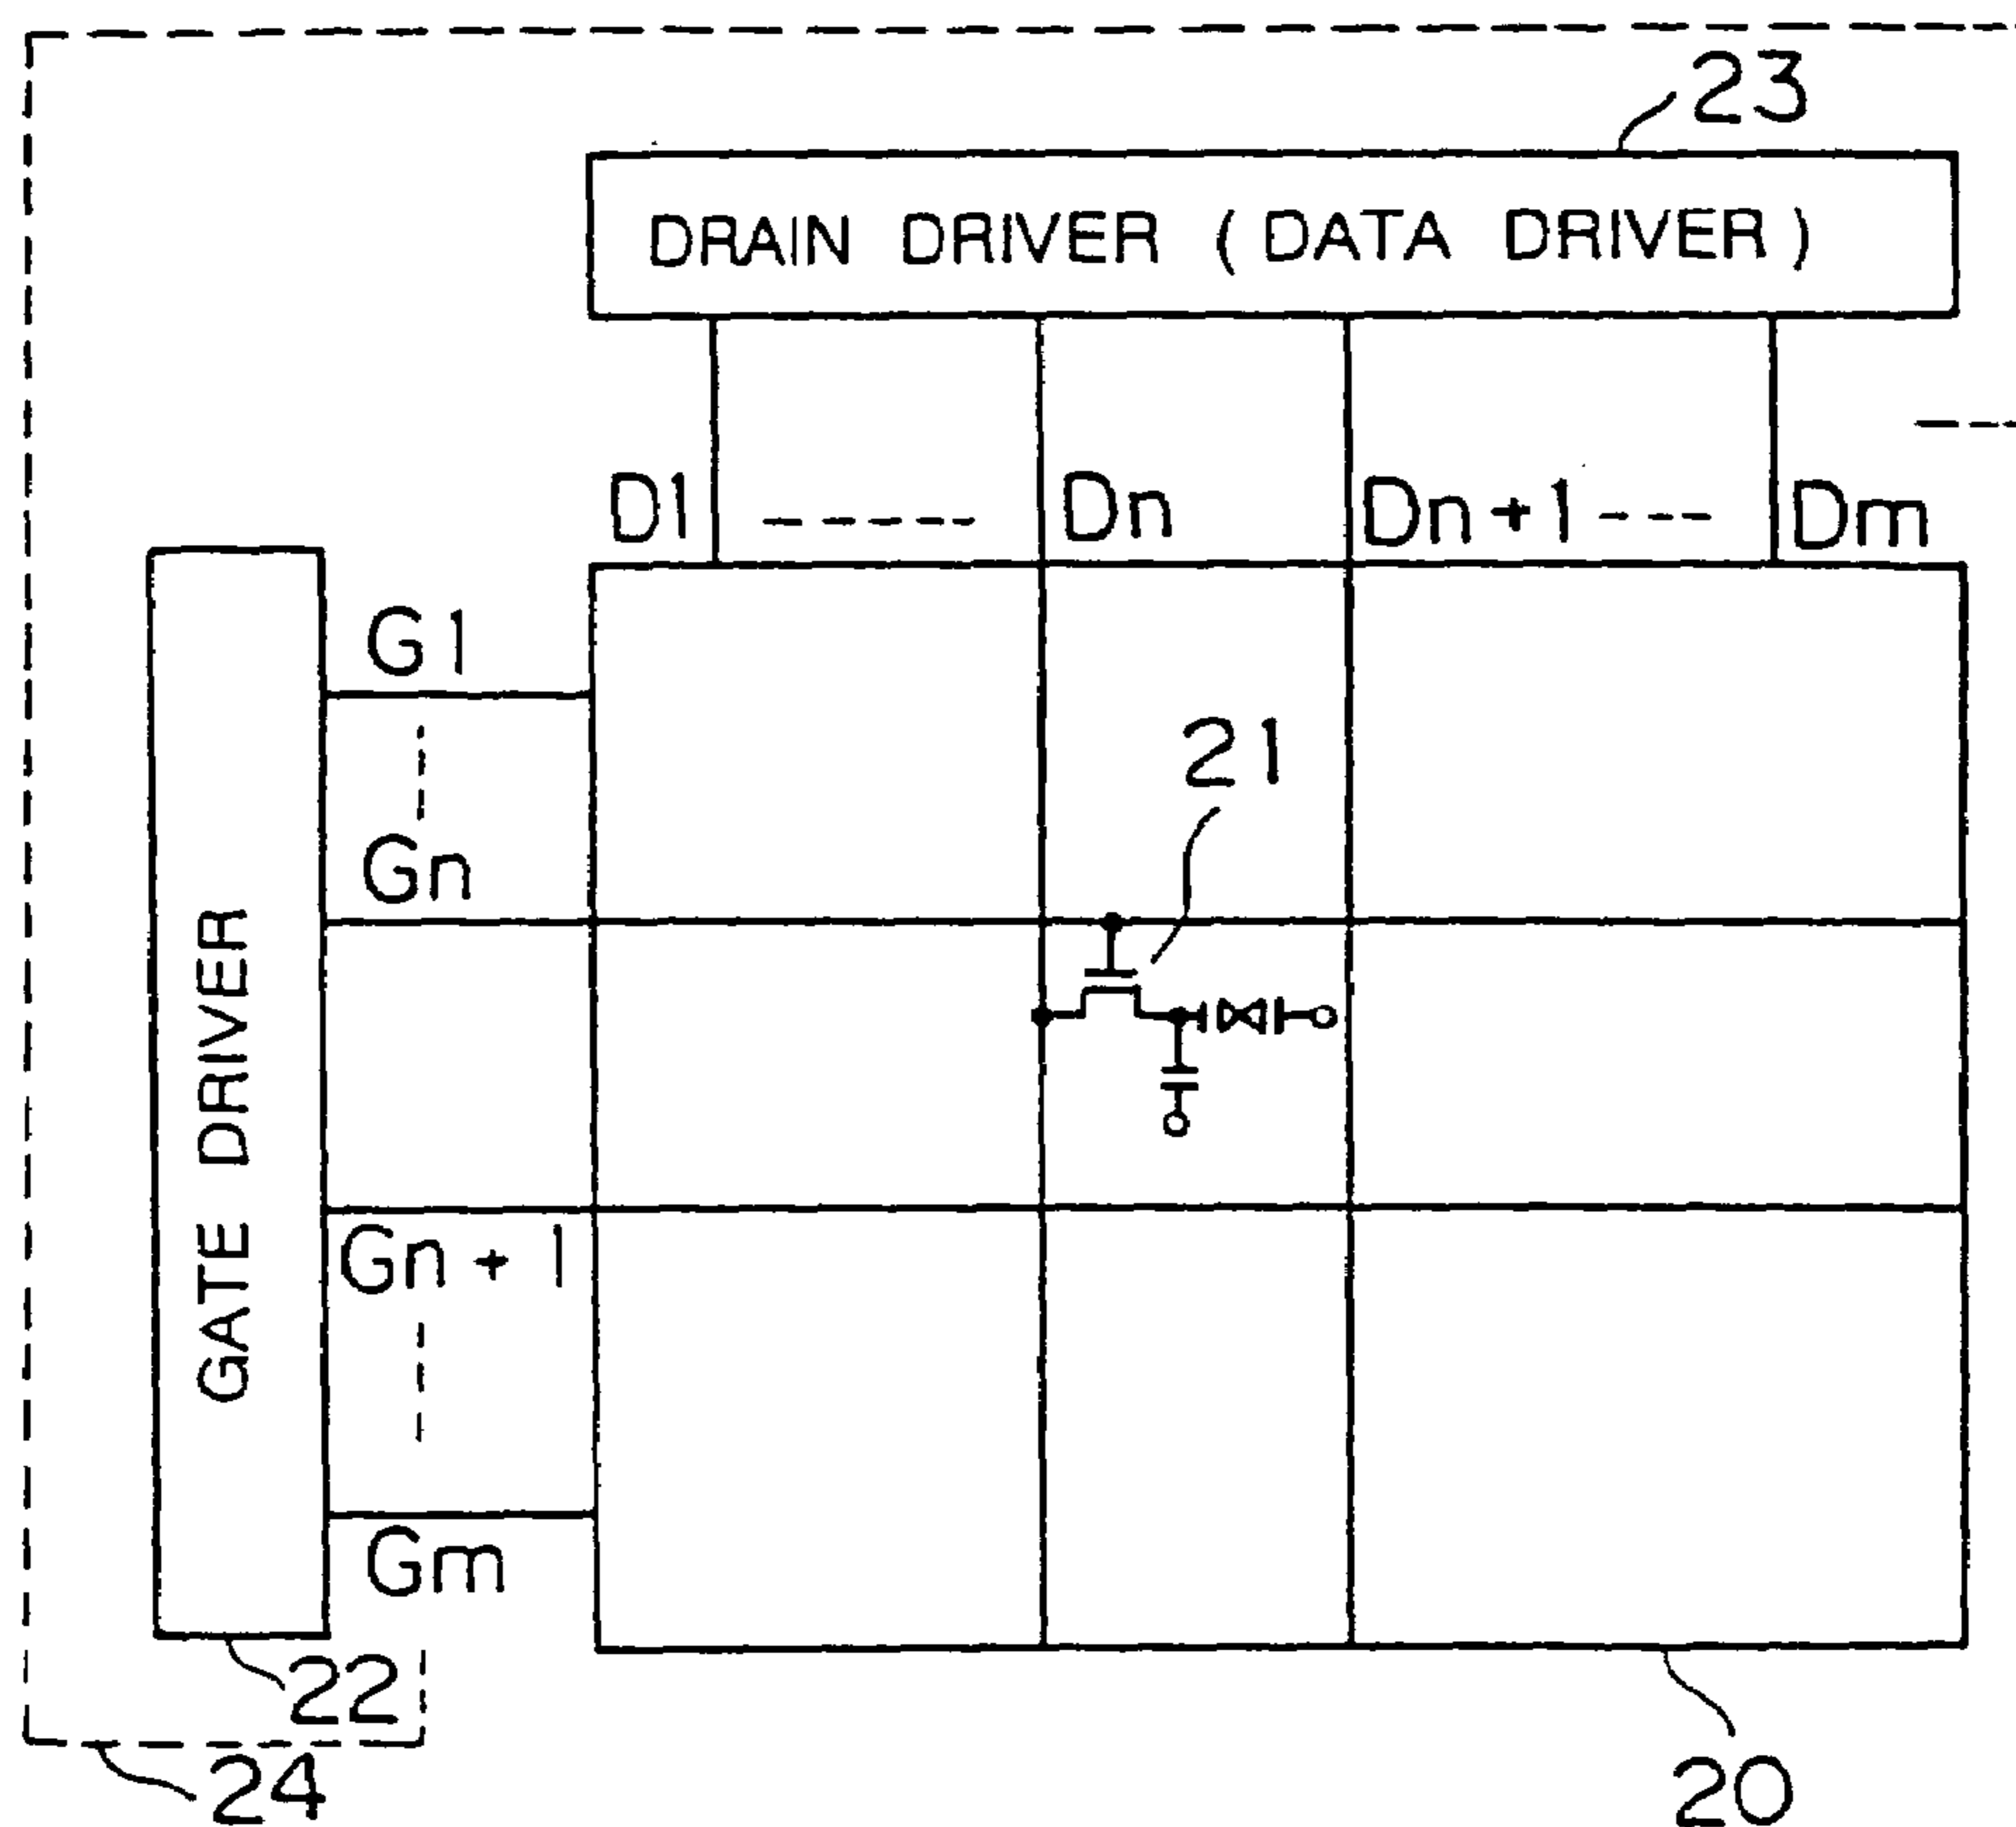 23
DRAIN DRIVER (DATA DRIVER)
D1 ----- Dn Dn+1 --- Dm
G1
21
Gn
GATE DRIVER
Gn+1
Gm
22
24
20